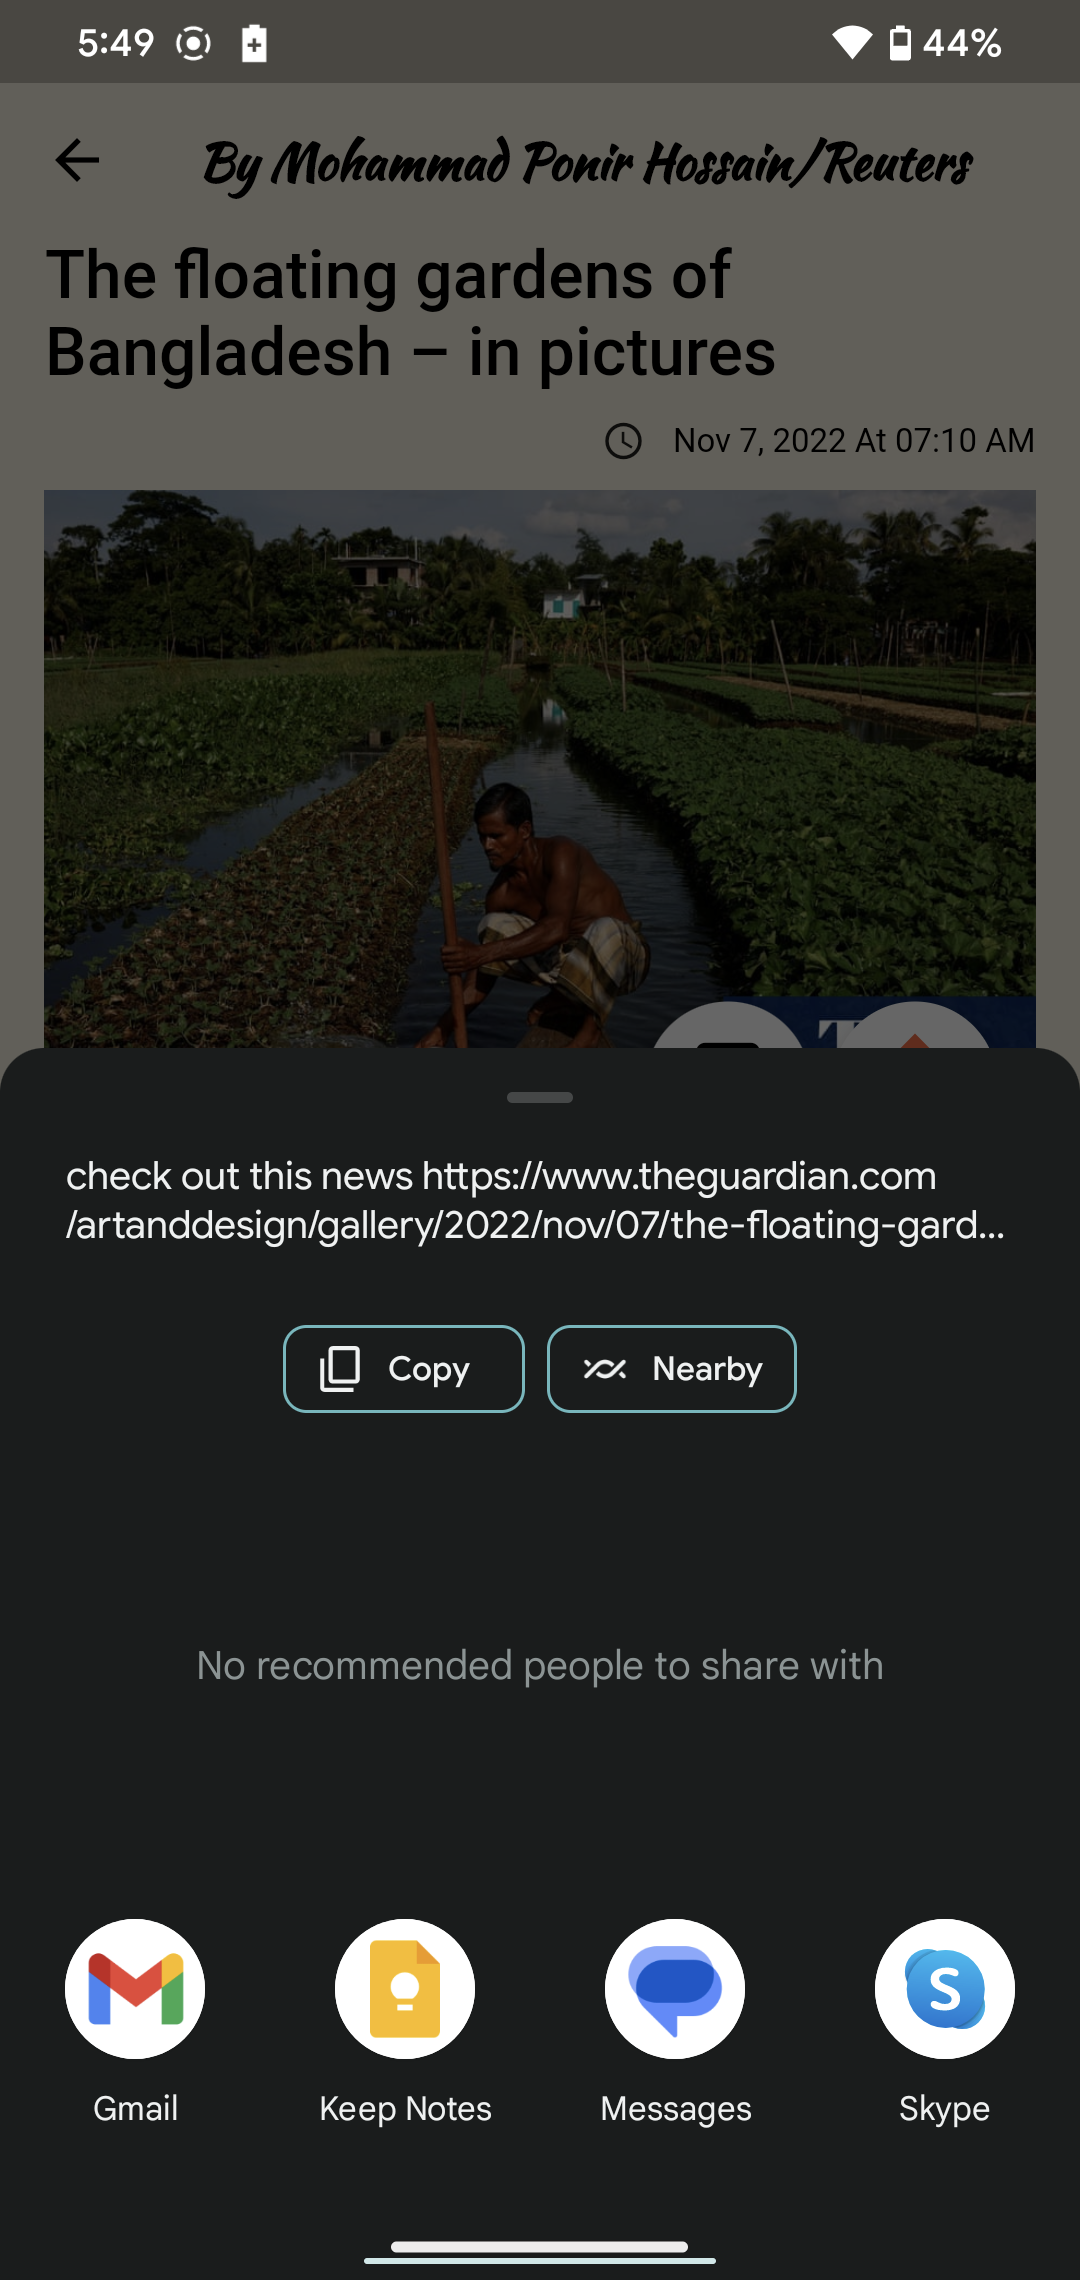 5:49
44%
By Mohammad Ponir Hossain/Reuters
The floating gardens of
Bangladesh – in pictures
Nov 7, 2022 At 07:10 AM
T
check out this news https://www.theguardian.com
/artanddesign/gallery/2022/nov/07/the-floating-gard...
Copy
Nearby
No recommended people to share with
S
Gmail
Keep Notes
Messages
Skype